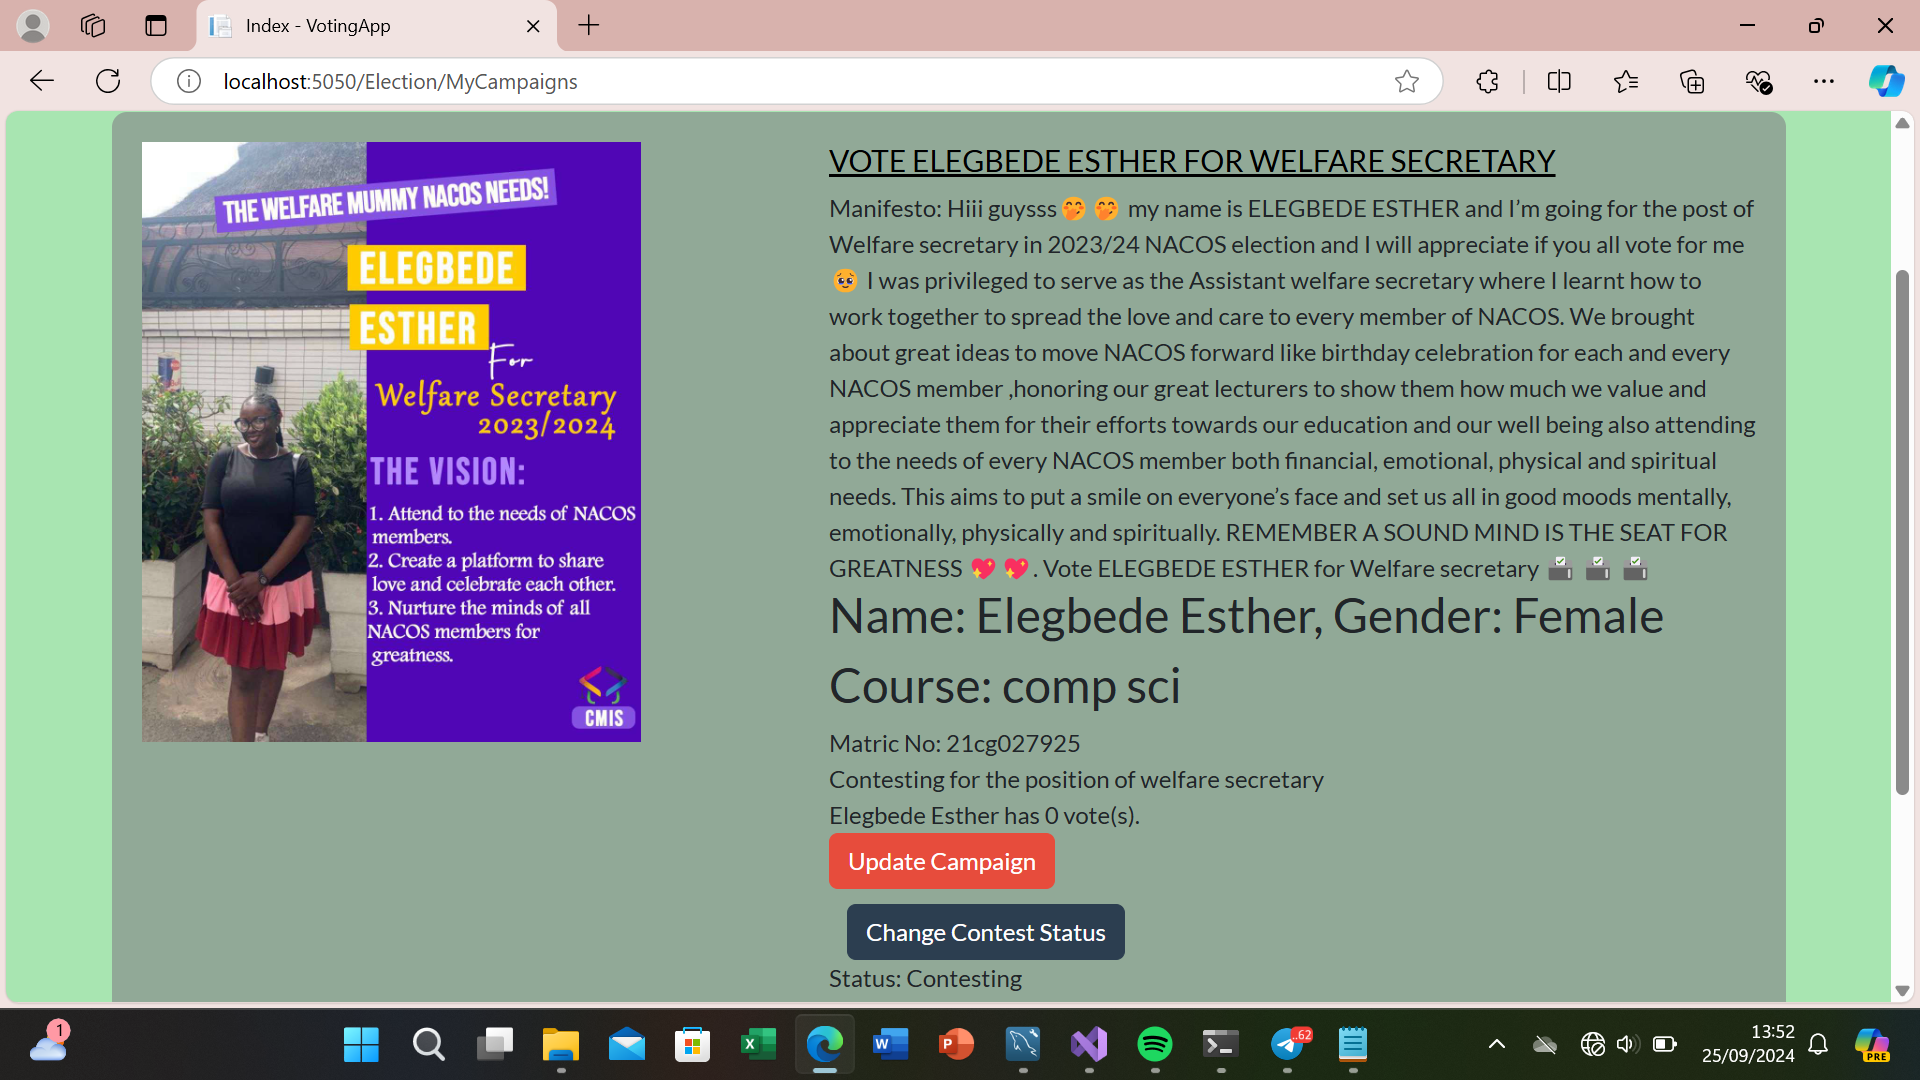 Index - VotingApp
localhost:5050/Election/MyCampaigns
THE WELFARE MUMMY NACOS NEEDS!
ELEGBEDE
ESTHER
For
Welfare Secretary
2023/2024
THE VISION:
1. Attend to the needs of NACOS
members.
2. Create a platform to share
love and celebrate each other.
3. Nurture the minds of all
NACOS members for
greatness.
CMIS
VOTE ELEGBEDE ESTHER FOR WELFARE SECRETARY
Manifesto: Hiii guysss 🤭 🤭 my name is ELEGBEDE ESTHER and I’m going for the post of
Welfare secretary in 2023/24 NACOS election and I will appreciate if you all vote for me
🥹 I was privileged to serve as the Assistant welfare secretary where I learnt how to
work together to spread the love and care to every member of NACOS. We brought
about great ideas to move NACOS forward like birthday celebration for each and every
NACOS member ,honoring our great lecturers to show them how much we value and
appreciate them for their efforts towards our education and our well being also attending
to the needs of every NACOS member both financial, emotional, physical and spiritual
needs. This aims to put a smile on everyone’s face and set us all in good moods mentally,
emotionally, physically and spiritually. REMEMBER A SOUND MIND IS THE SEAT FOR
GREATNESS 💖 💖 . Vote ELEGBEDE ESTHER for Welfare secretary 🗳 🗳 🗳
Name: Elegbede Esther, Gender: Female
Course: comp sci
Matric No: 21cg027925
Contesting for the position of welfare secretary
Elegbede Esther has 0 vote(s).
Update Campaign
Change Contest Status
Status: Contesting
1
X
W
P
..62
13:52
25/09/2024
PRE